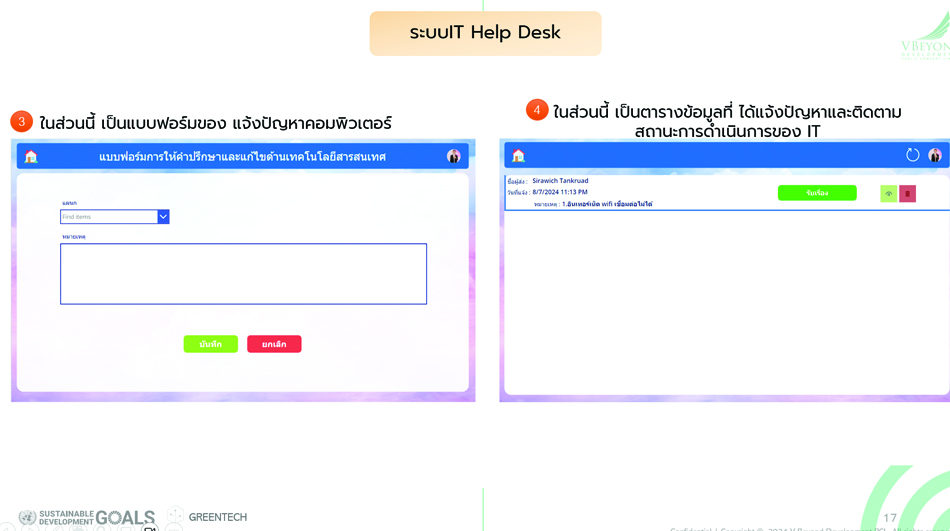 ระบบIT Help Desk
VBEYON
3 ในส่วนนี้ เป็นแบบฟอร์มของ แจ้งปัญหาคอมพิวเตอร์
แบบฟอร์มการให้คำปรึกษาและแก้ไขด้านเทคโนโลยีสารสนเทศ
แผนก
Find items
หมายเหตุ
บันทึก
ยกเลิก
4 ในส่วนนี้ เป็นตารางข้อมูลที่ ได้แจ้งปัญหาและติดตาม
สถานะการดำเนินการของ IT
ชื่อผู้ส่ง : Sirawich Tankruad
วันที่แจ้ง : 8/7/2024 11:13 PM
หมายเหตุ : 1.อินเทอร์เน็ต wifi เชื่อมต่อไม่ได้
รับเรื่อง
SUSTAINABLE
DEVELOPMENT GOALS
GREENTECH
17